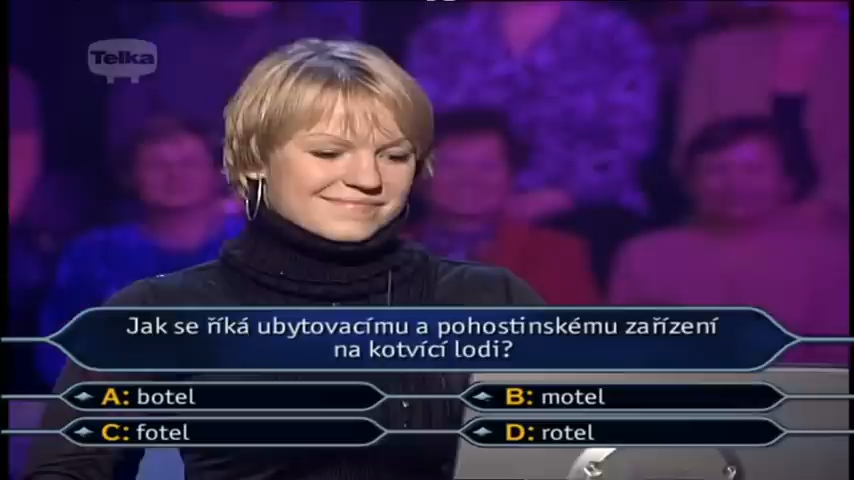 Telka
Jak se říká ubytovacímu a pohostinskému zařízení
na kotvící lodi?
A: botel
B: motel
C: fotel
D: rotel